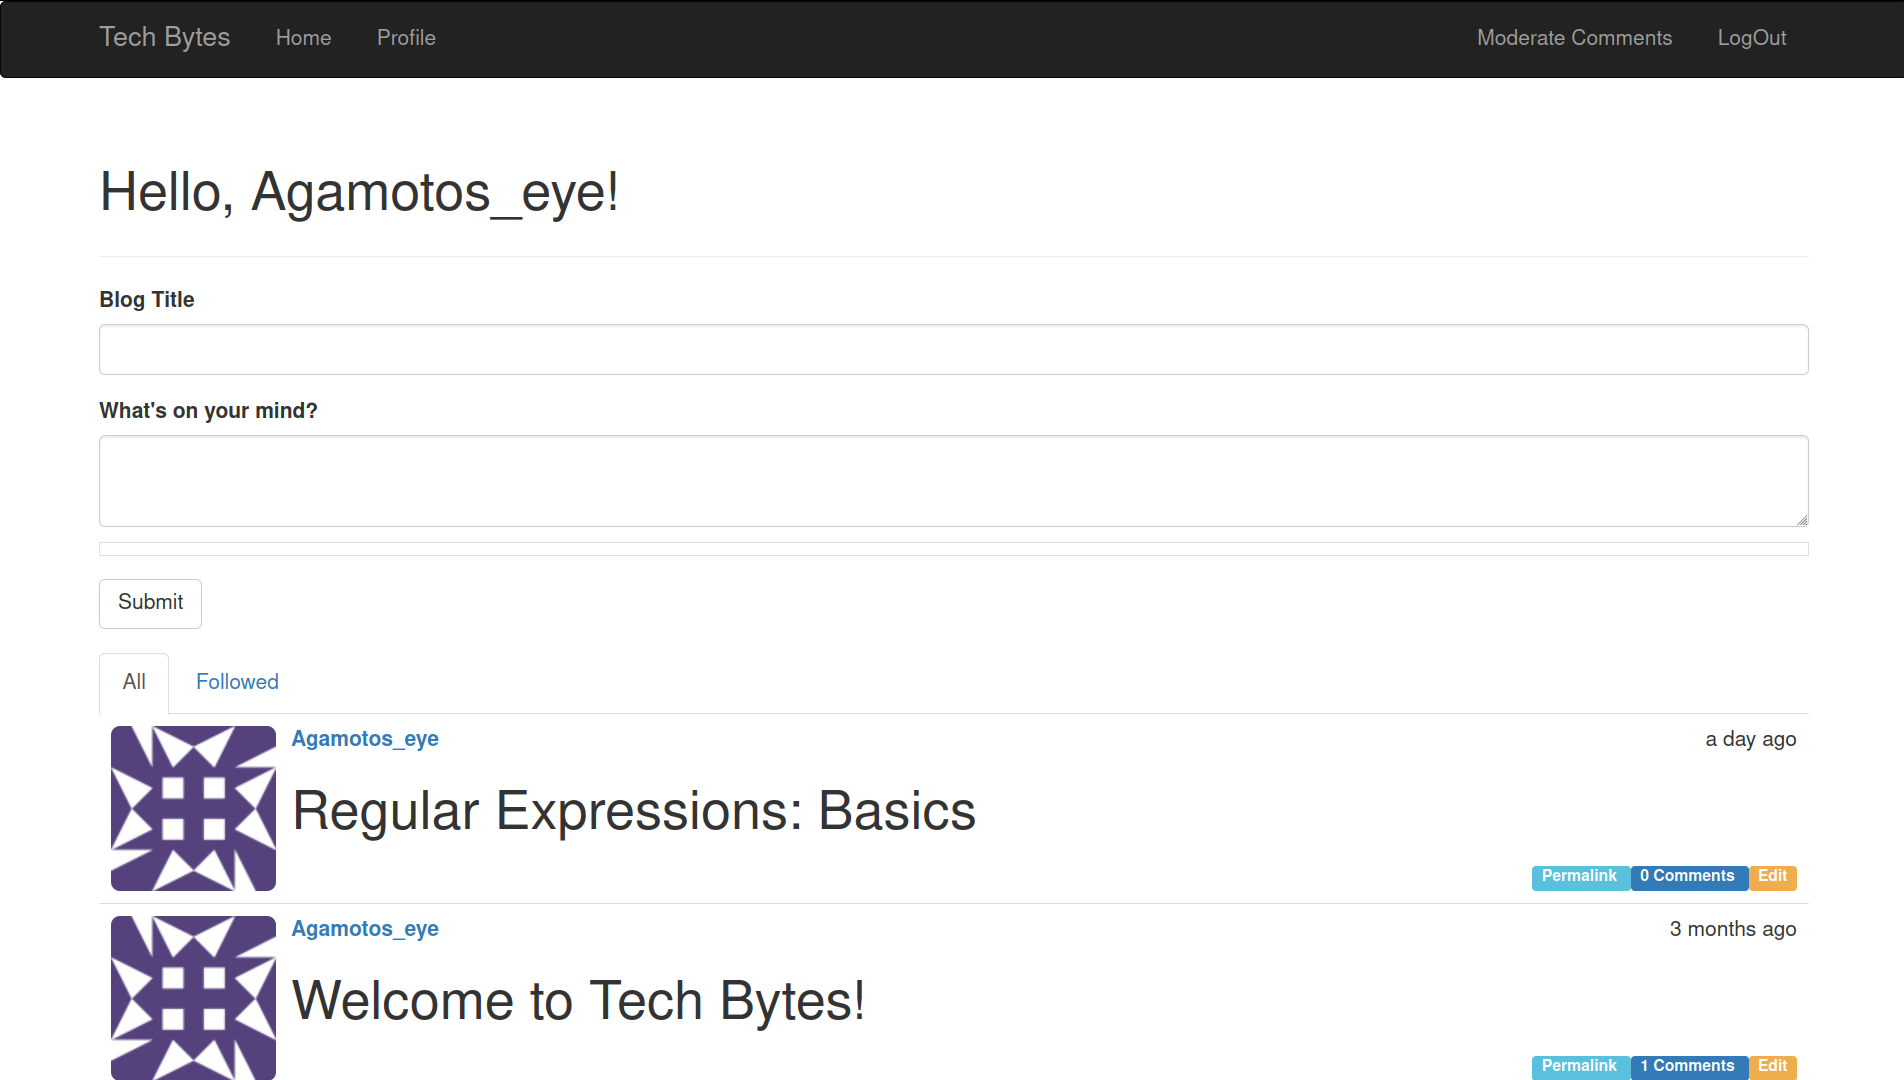 Tech Bytes Home Profile Moderate Comments LogOut
Hello, Agamotos_eye!
Blog Title
What's on your mind?
Submit
All Followed
Agamotos_eye a day ago
Regular Expressions: Basics
Permalink 0 Comments Edit
Agamotos_eye 3 months ago
Welcome to Tech Bytes!
Permalink 1 Comments Edit